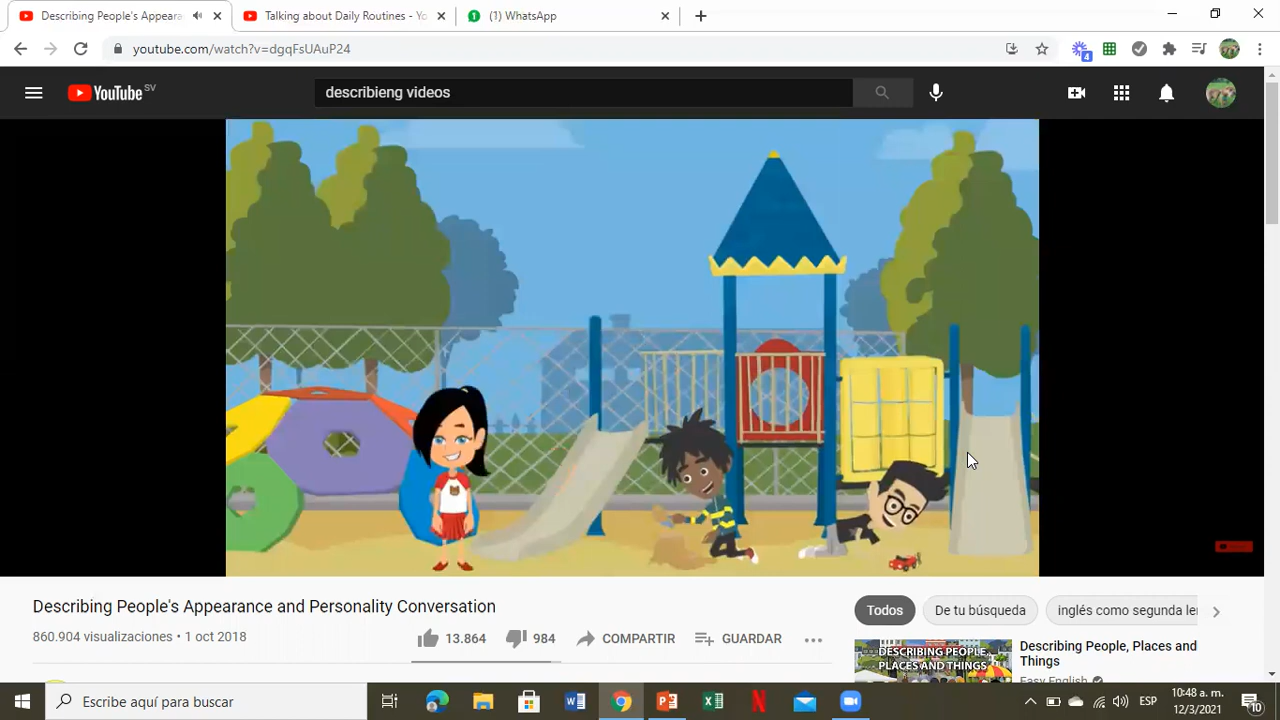 Describing People's Appeara
Talking about Daily Routines - Yo
(1) WhatsApp
youtube.com/watch?v=dgqFsUAuP24
4
YouTube SV
describieng videos
Describing People's Appearance and Personality Conversation
860.904 visualizaciones • 1 oct 2018
13.864
984
COMPARTIR
GUARDAR
Todos
De tu búsqueda
inglés como segunda le
DESCRIBING PEOPLE,
PLACES AND THINGS
Describing People, Places and
Things
Easy English
Escribe aquí para buscar
ESP
10:48 a. m.
12/3/2021
10